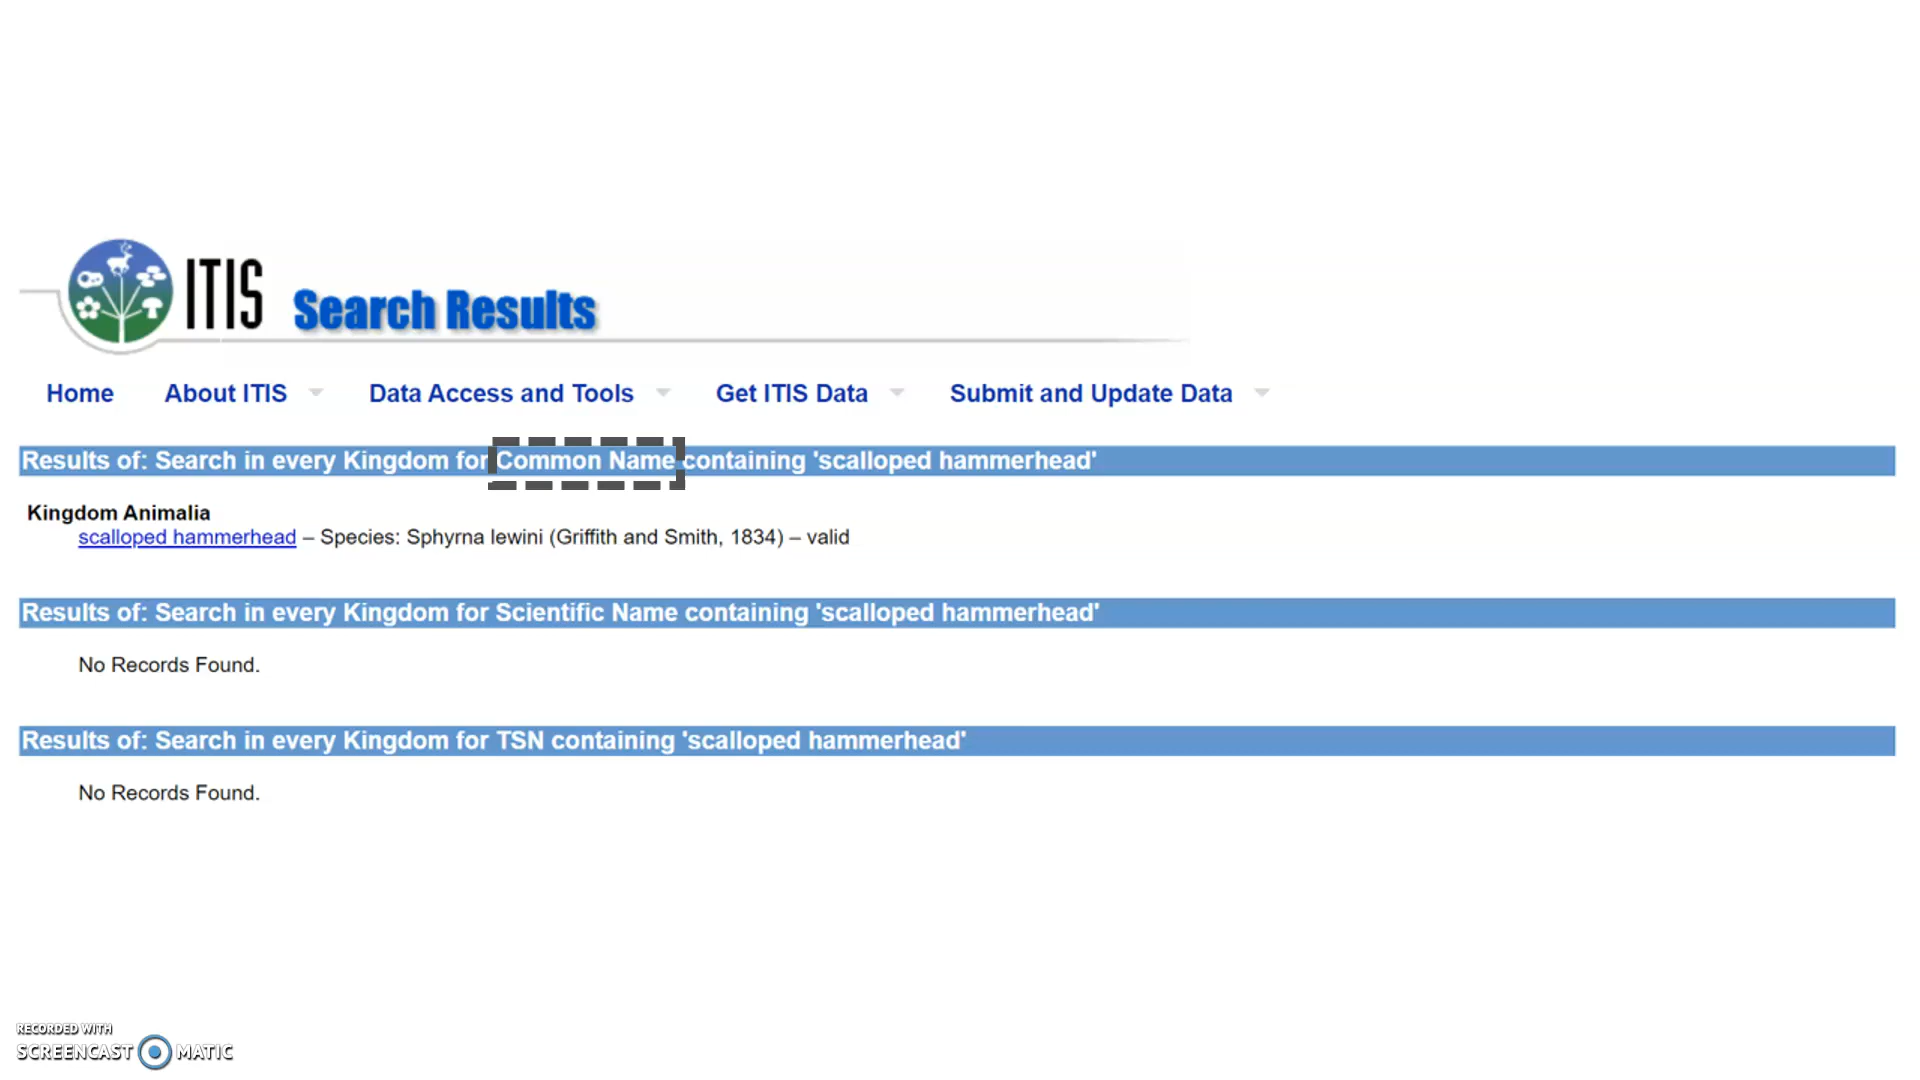 ITIS Search Results
Home About ITIS Data Access and Tools Get ITIS Data Submit and Update Data
Results of: Search in every Kingdom for Common Name containing 'scalloped hammerhead'
Kingdom Animalia
scalloped hammerhead – Species: Sphyrna lewini (Griffith and Smith, 1834) – valid
Results of: Search in every Kingdom for Scientific Name containing 'scalloped hammerhead'
No Records Found.
Results of: Search in every Kingdom for TSN containing 'scalloped hammerhead'
No Records Found.
RECORDED WITH
SCREENCAST MATIC